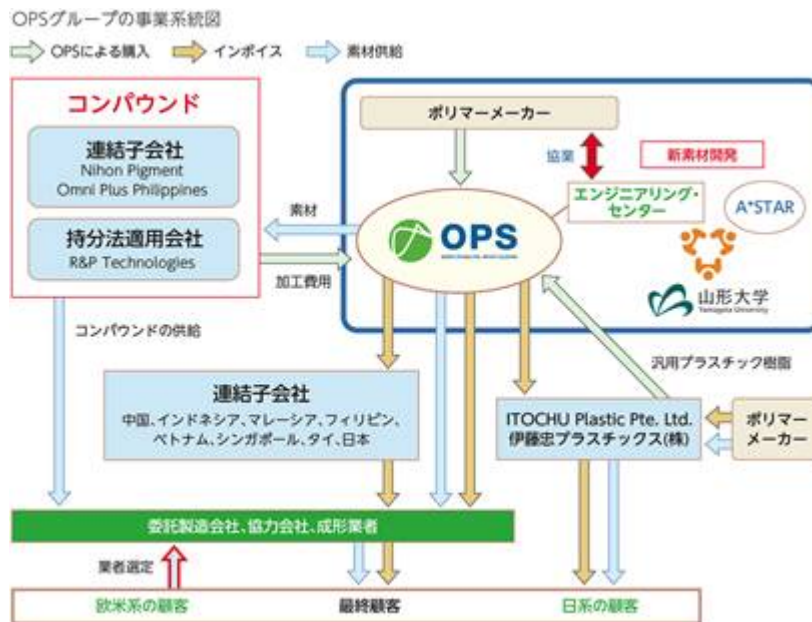 OPSグループの事業系統図
OPSによる購入
インボイス
素材供給
コンパウンド
連結子会社
Nihon Pigment
Omni Plus Philippines
持分法適用会社
R&P Technologies
ポリマーメーカー
協業
新素材開発
エンジニアリング・
センター
A*STAR
OPS
山形大学
Yamagata University
素材
加工費用
コンパウンドの供給
汎用プラスチック樹脂
連結子会社
中国、インドネシア、マレーシア、フィリピン、
ベトナム、シンガポール、タイ、日本
ITOCHU Plastic Pte. Ltd.
伊藤忠プラスチックス(株)
ポリマー
メーカー
委託製造会社、協力会社、成形業者
業者選定
欧米系の顧客
最終顧客
日系の顧客